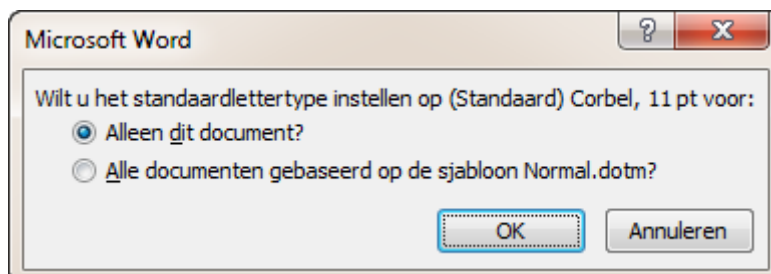 Microsoft Word
Wilt u het standaardlettertype instellen op (Standaard) Corbel, 11 pt voor:
Alleen dit document?
Alle documenten gebaseerd op de sjabloon Normal.dotm?
OK Annuleren